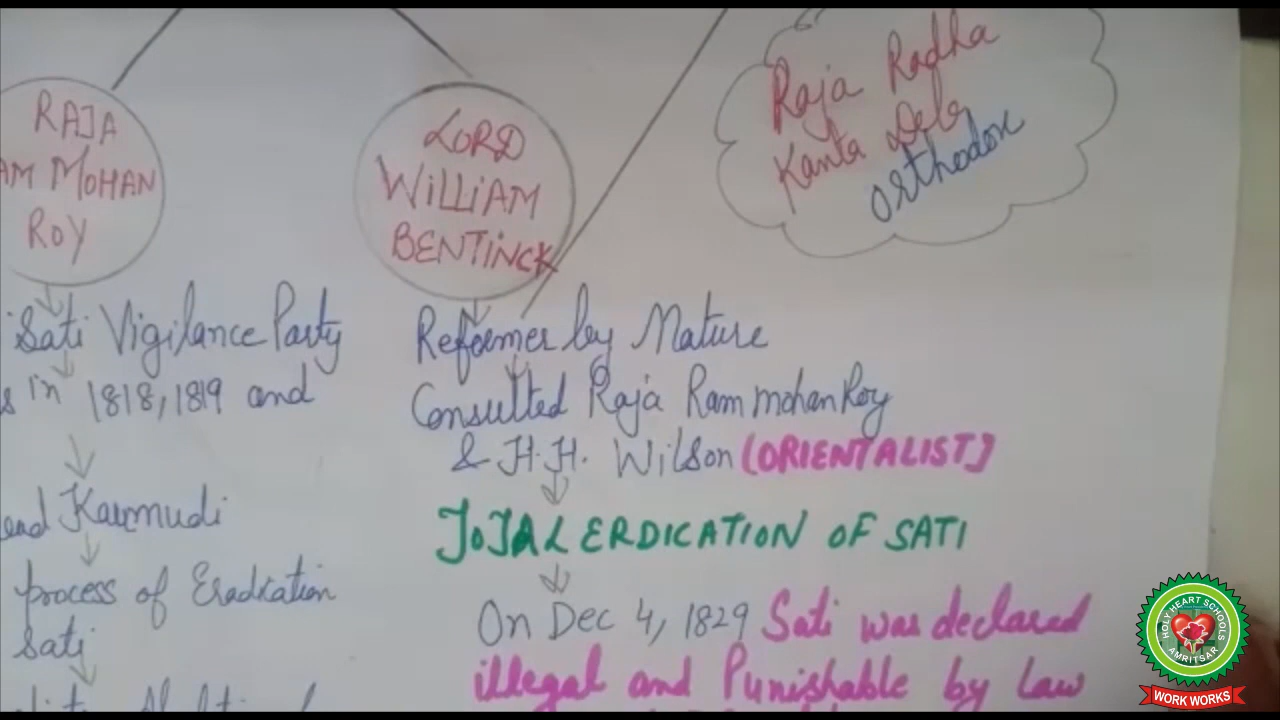 RAJA
AM MOHAN
ROY
Sati Vigilance Party
s in 1818, 1819 and
Kaumudi
process of Eradication
Sati
LORD
WILLIAM
BENTINCK
Reformer by Nature
Consulted Raja Rammohan Roy
& H.H. Wilson (ORIENTALIST)
TOTAL ERDICATION OF SATI
On Dec 4, 1829 Sati was declared
illegal and Punishable by Law
Raja Radha
Kanta Deb
orthodox
HOLY HEART SCHOOLS
AMRITSAR
WORK WORKS